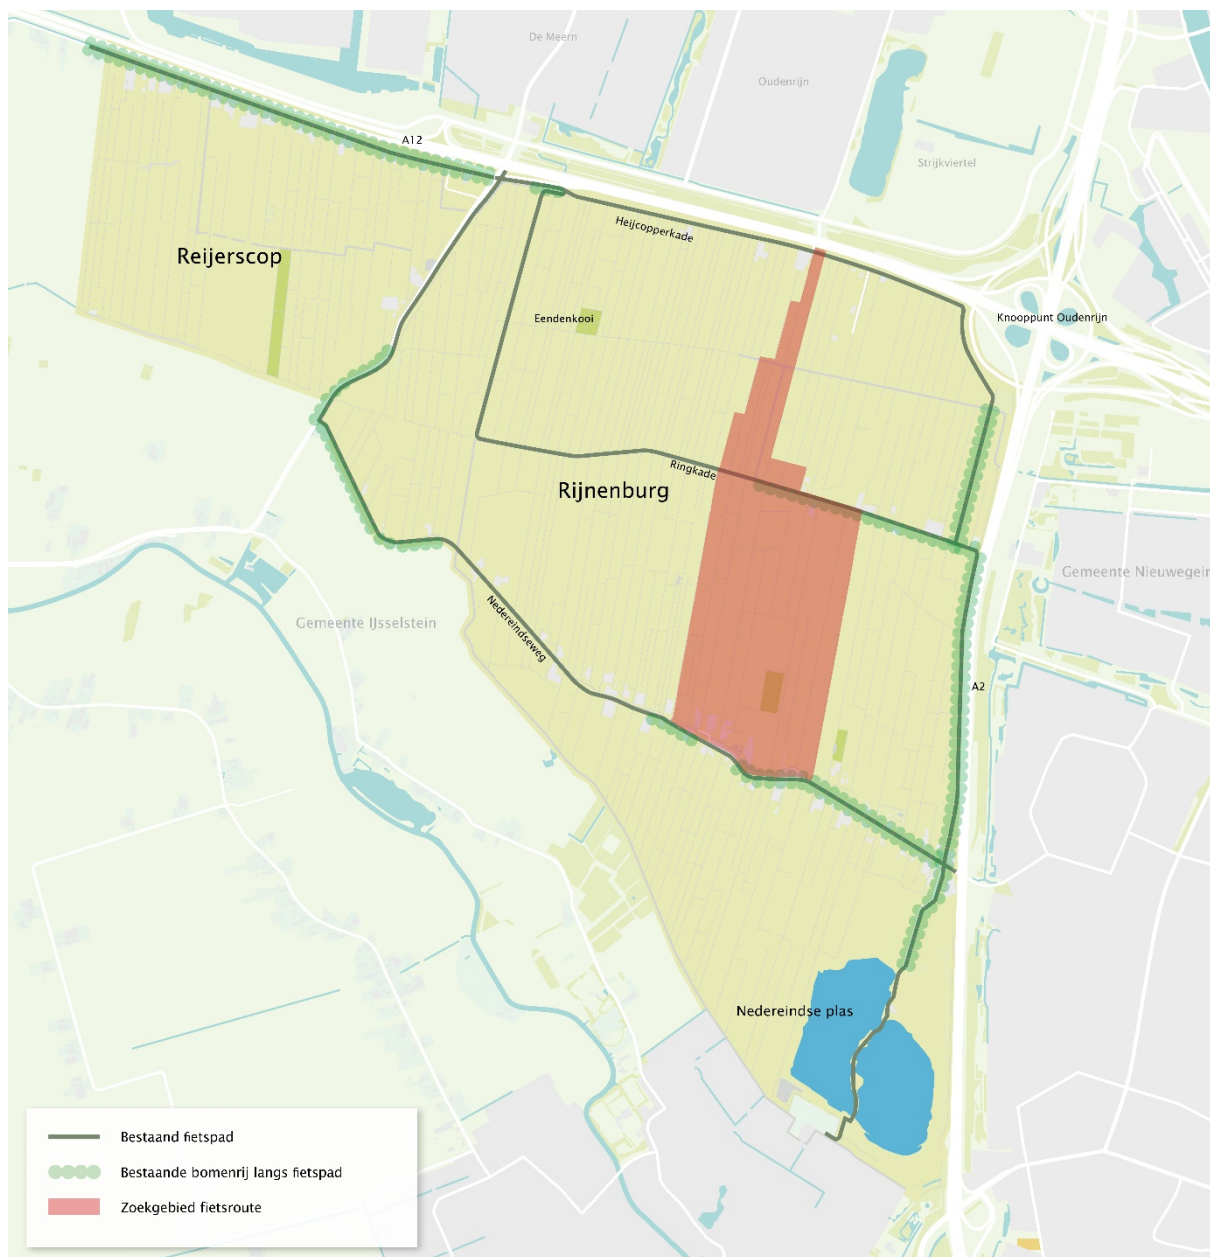 De Meern
Oudenrijn
A12
Strijkviertel
Heijcopperkade
Reijerscop
Eendenkooi
Knooppunt Oudenrijn
Ringkade
Rijnenburg
Gemeente Nieuwegein
Gemeente IJsselstein
Nedereindseweg
A2
Nedereindse plas
Bestaand fietspad
Bestaande bomenrij langs fietspad
Zoekgebied fietsroute